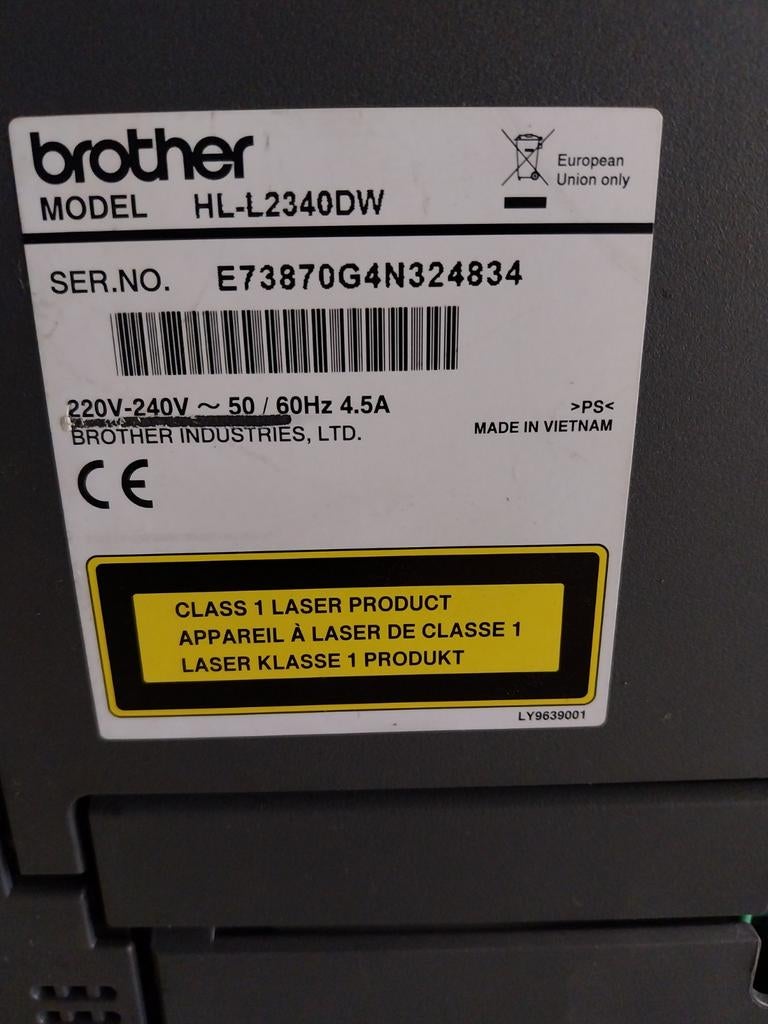 brother
MODEL HL-L2340DW
European
Union only
SER.NO. E73870G4N324834
220V-240V ~ 50 / 60Hz 4.5A
>PS<
BROTHER INDUSTRIES, LTD.
MADE IN VIETNAM
CE
CLASS 1 LASER PRODUCT
APPAREIL À LASER DE CLASSE 1
LASER KLASSE 1 PRODUKT
LY9639001